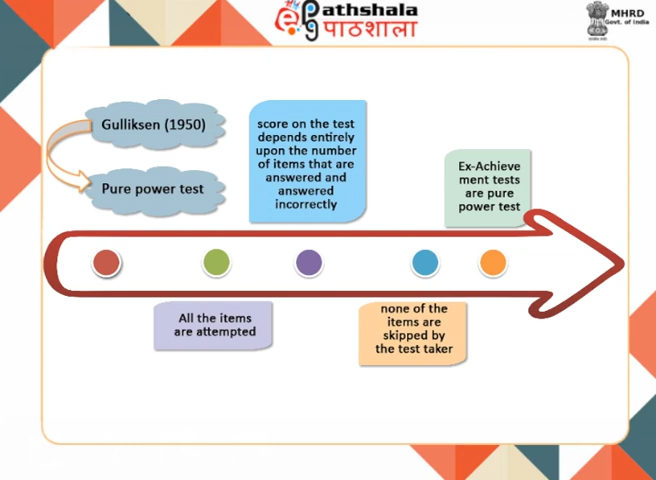 Pathshala
पाठशाला
MHRD
Govt. of India
Gulliksen (1950)
Pure power test
score on the test
depends entirely
upon the number
of items that are
answered and
answered
incorrectly
Ex-Achieve
ment tests
are pure
power test
All the items
are attempted
none of the
items are
skipped by
the test taker